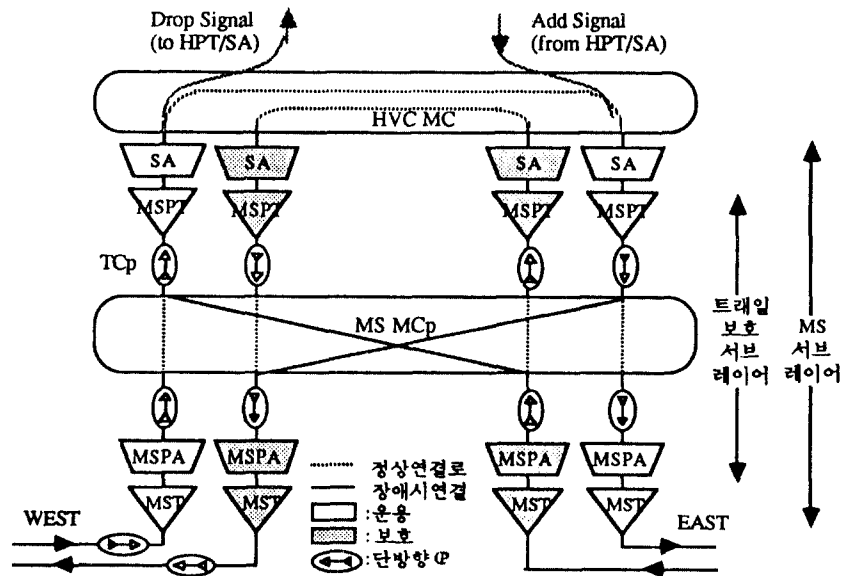 Drop Signal
(to HPT/SA)
Add Signal
(from HPT/SA)
HVC MC
SA SA SA SA
MSPT MSPT MSPT MSPT
TCp
MS MCp
트래일
보호
서브
레이어
MS
서브
레이어
MSPA MSPA MSPA MSPA
MST MST MST MST
정상연결로
장애시연결
:운용
:보호
:단방향 CP
WEST
EAST